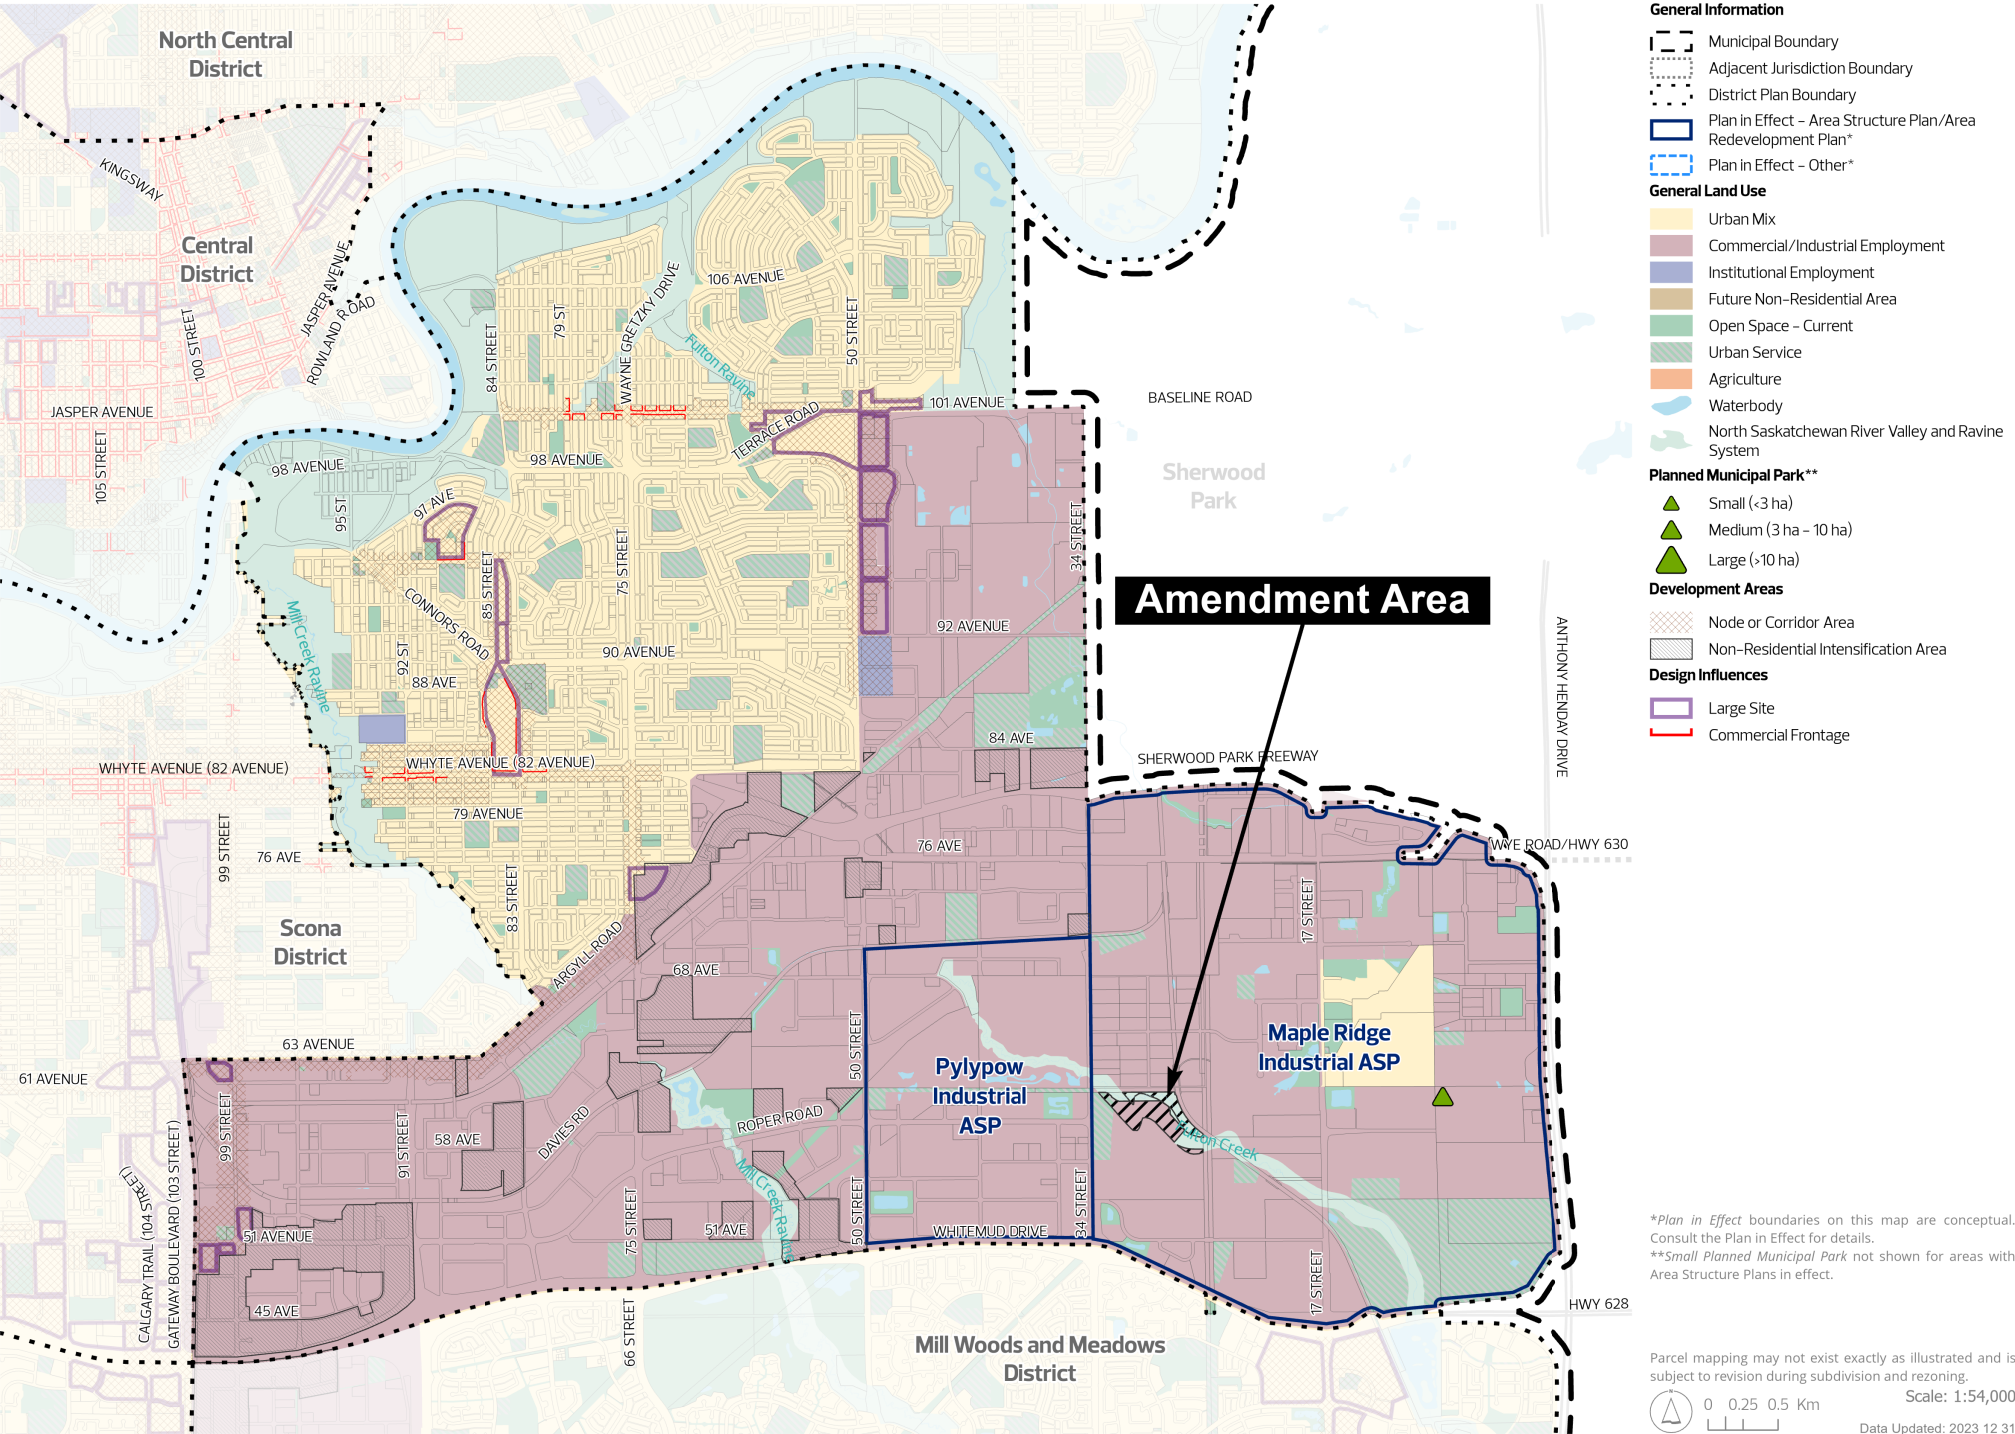 North Central
District
KINGSWAY
Central
District
JASPER AVENUE
ROWLAND ROAD
100 STREET
JASPER AVENUE
105 STREET
98 AVENUE
95 ST
97 AVE
84 STREET
79 ST
WAYNE GRETZKY DRIVE
106 AVENUE
Fulton Ravine
50 STREET
101 AVENUE
TERRACE ROAD
98 AVENUE
75 STREET
85 STREET
CONNORS ROAD
92 ST
88 AVE
90 AVENUE
Mill Creek Ravine
34 STREET
92 AVENUE
84 AVE
BASELINE ROAD
Sherwood
Park
Amendment Area
ANTHONY HENDAY DRIVE
SHERWOOD PARK FREEWAY
WHYTE AVENUE (82 AVENUE)
WHYTE AVENUE (82 AVENUE)
79 AVENUE
99 STREET
76 AVE
83 STREET
76 AVE
WYE ROAD/HWY 630
17 STREET
Scona
District
ARGYLL ROAD
68 AVE
63 AVENUE
61 AVENUE
50 STREET
Pylypow
Industrial
ASP
Maple Ridge
Industrial ASP
Fulton Creek
99 STREET
91 STREET
58 AVE
DAVIES RD
ROPER ROAD
Mill Creek Ravine
CALGARY TRAIL (104 STREET)
GATEWAY BOULEVARD (103 STREET)
51 AVENUE
45 AVE
75 STREET
51 AVE
50 STREET
WHITEMUD DRIVE
34 STREET
17 STREET
66 STREET
HWY 628
Mill Woods and Meadows
District
General Information
Municipal Boundary
Adjacent Jurisdiction Boundary
District Plan Boundary
Plan in Effect - Area Structure Plan/Area
Redevelopment Plan*
Plan in Effect - Other*
General Land Use
Urban Mix
Commercial/Industrial Employment
Institutional Employment
Future Non-Residential Area
Open Space - Current
Urban Service
Agriculture
Waterbody
North Saskatchewan River Valley and Ravine
System
Planned Municipal Park**
Small (<3 ha)
Medium (3 ha - 10 ha)
Large (>10 ha)
Development Areas
Node or Corridor Area
Non-Residential Intensification Area
Design Influences
Large Site
Commercial Frontage
*Plan in Effect boundaries on this map are conceptual.
Consult the Plan in Effect for details.
**Small Planned Municipal Park not shown for areas with
Area Structure Plans in effect.
Parcel mapping may not exist exactly as illustrated and is
subject to revision during subdivision and rezoning.
0 0.25 0.5 Km
Scale: 1:54,000
Data Updated: 2023 12 31